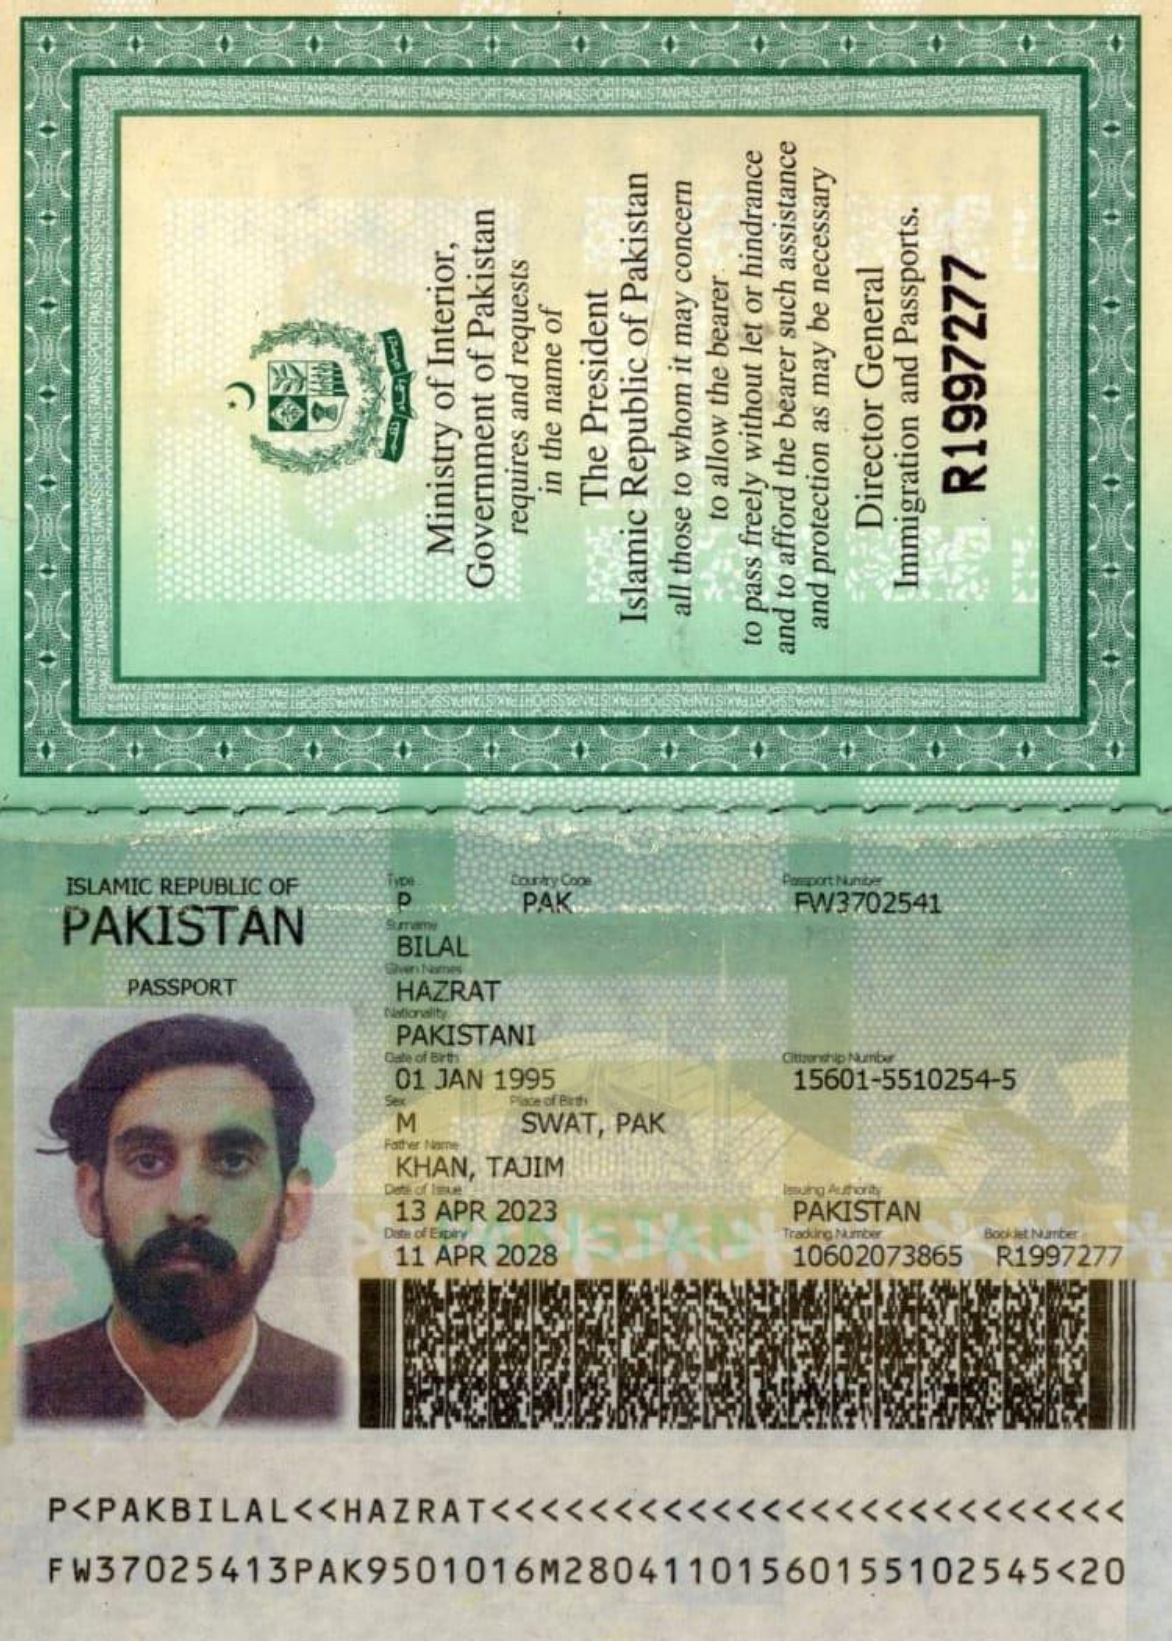 Ministry of Interior,
Government of Pakistan
requires and requests
in the name of
The President
Islamic Republic of Pakistan
all those to whom it may concern
to allow the bearer
to pass freely without let or hindrance
and to afford the bearer such assistance
and protection as may be necessary
Director General
Immigration and Passports.
R1997277
ISLAMIC REPUBLIC OF
PAKISTAN
PASSPORT
Type Country Code Passport Number
P PAK FW3702541
Surname
BILAL
Given Names
HAZRAT
Nationality
PAKISTANI
Date of Birth Citizenship Number
01 JAN 1995 15601-5510254-5
Sex Place of Birth
M SWAT, PAK
Father Name
KHAN, TAJIM
Date of Issue Issuing Authority
13 APR 2023 PAKISTAN
Date of Expiry Tracking Number Booklet Number
11 APR 2028 10602073865 R1997277
P<PAKBILAL<<HAZRAT<<<<<<<<<<<<<<<<<<<<<<<<<<
FW37025413PAK9501016M2804110156015510254​5<20